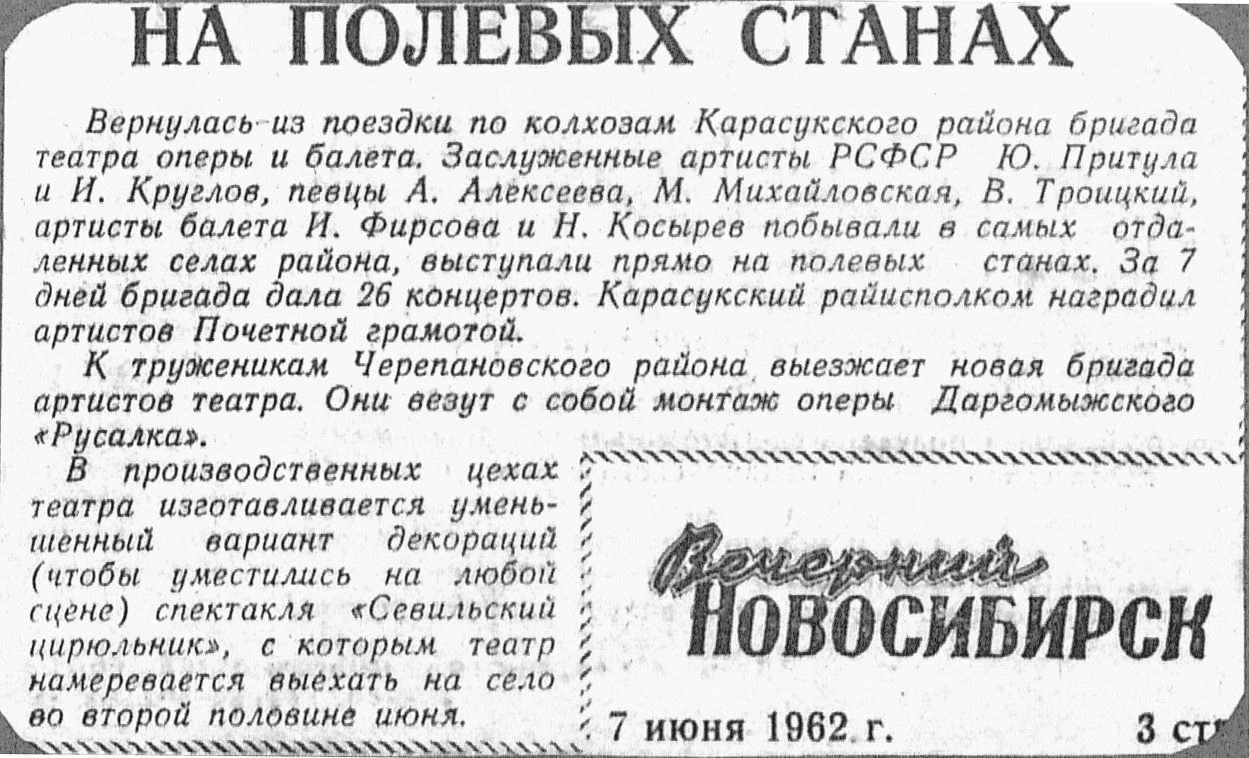 НА ПОЛЕВЫХ СТАНАХ
Вернулась из поездки по колхозам Карасукского района бригада
театра оперы и балета. Заслуженные артисты РСФСР Ю. Притула
и И. Круглов, певцы А. Алексеева, М. Михайловская, В. Троицкий,
артисты балета И. Фирсова и Н. Косырев побывали в самых отда-
ленных селах района, выступали прямо на полевых станах. За 7
дней бригада дала 26 концертов. Карасукский райисполком наградил
артистов Почетной грамотой.
К труженикам Черепановского района выезжает новая бригада
артистов театра. Они везут с собой монтаж оперы Даргомыжского
«Русалка».
В производственных цехах
театра изготавливается умень-
шенный вариант декораций
(чтобы уместились на любой
сцене) спектакля «Севильский
цирюльник», с которым театр
намеревается выехать на село
во второй половине июня.
Вечерний
НОВОСИБИРСК
7 июня 1962 г. 3 ст